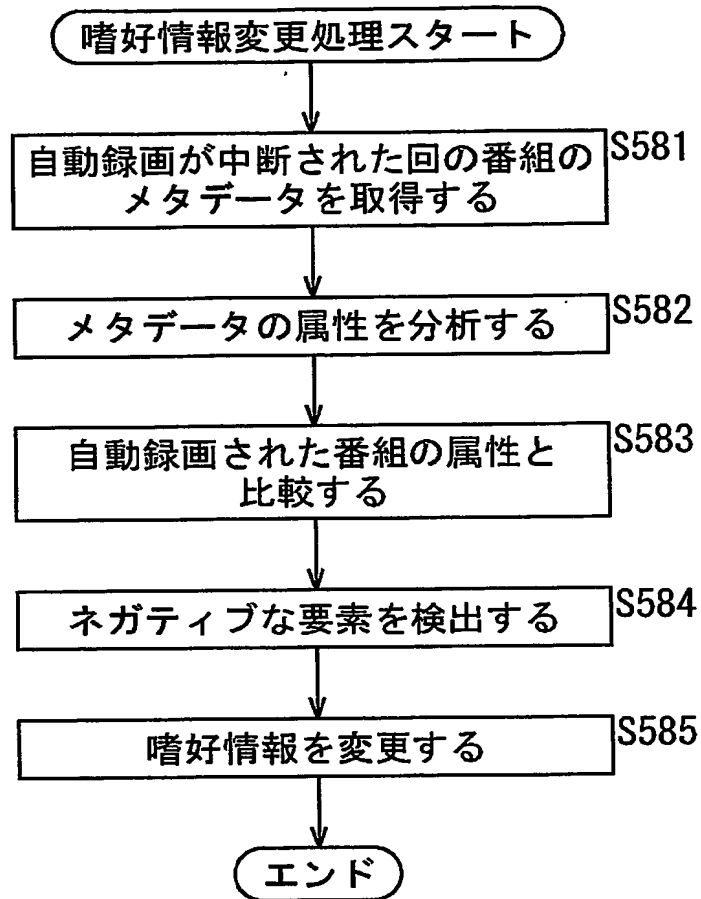 嗜好情報変更処理スタート
自動録画が中断された回の番組の
メタデータを取得する
S581
メタデータの属性を分析する
S582
自動録画された番組の属性と
比較する
S583
ネガティブな要素を検出する
S584
嗜好情報を変更する
S585
エンド